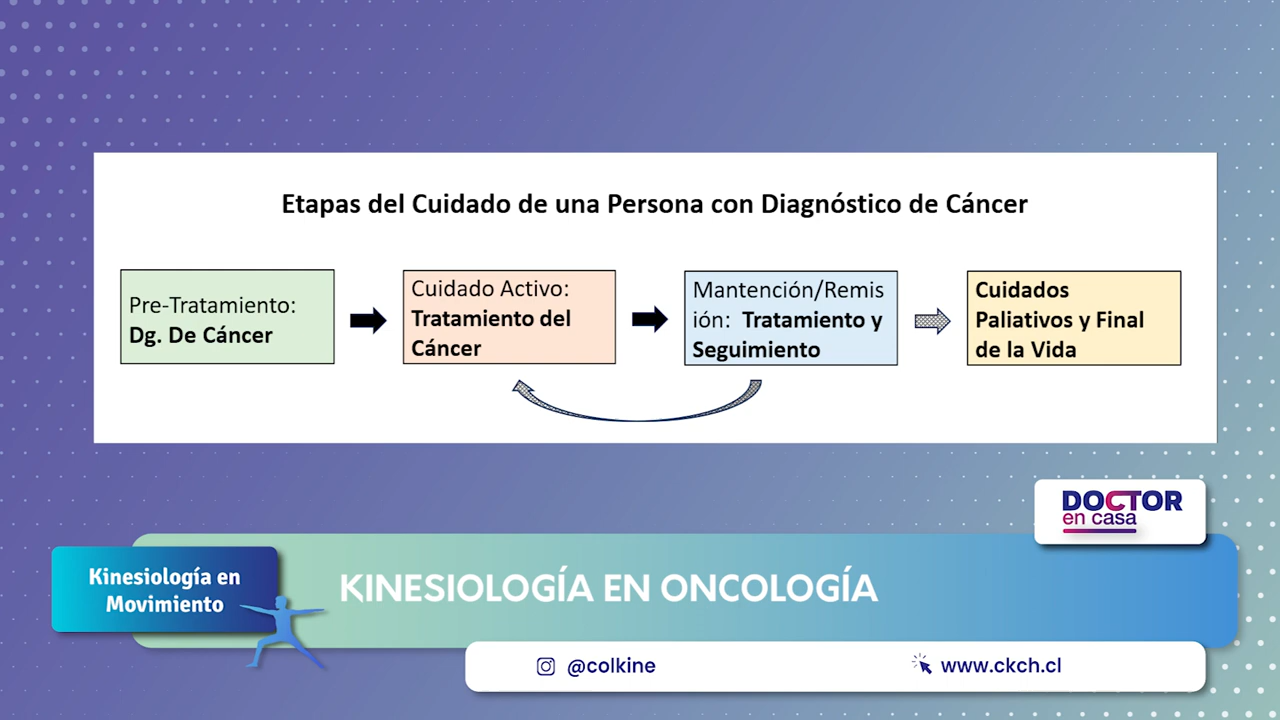 Etapas del Cuidado de una Persona con Diagnóstico de Cáncer
Pre-Tratamiento:
Dg. De Cáncer
Cuidado Activo:
Tratamiento del
Cáncer
Mantención/Remis
ión: Tratamiento y
Seguimiento
Cuidados
Paliativos y Final
de la Vida
DOCTOR
en casa
Kinesiología en
Movimiento
KINESIOLOGÍA EN ONCOLOGÍA
@colkine
www.ckch.cl